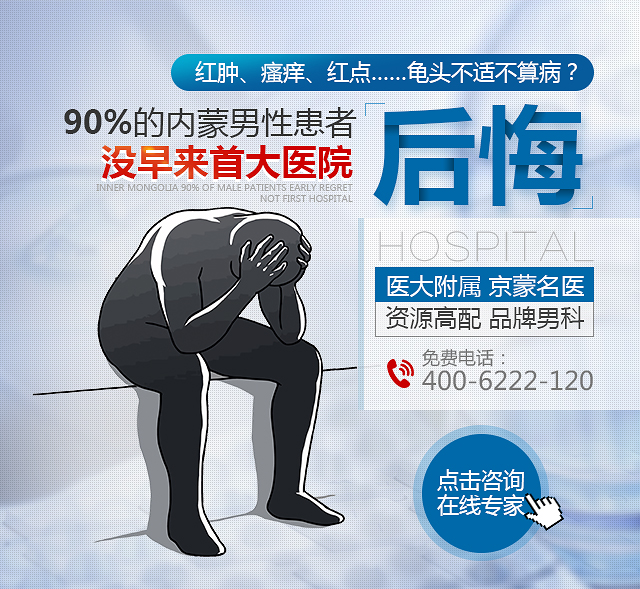 红肿、瘙痒、红点……龟头不适不算病？
90%的内蒙男性患者
没早来首大医院
INNER MONGOLIA 90% OF MALE PATIENTS EARLY REGRET
NOT FIRST HOSPITAL
后悔
HOSPITAL
医大附属 京蒙名医
资源高配 品牌男科
免费电话：
400-6222-120
点击咨询
在线专家